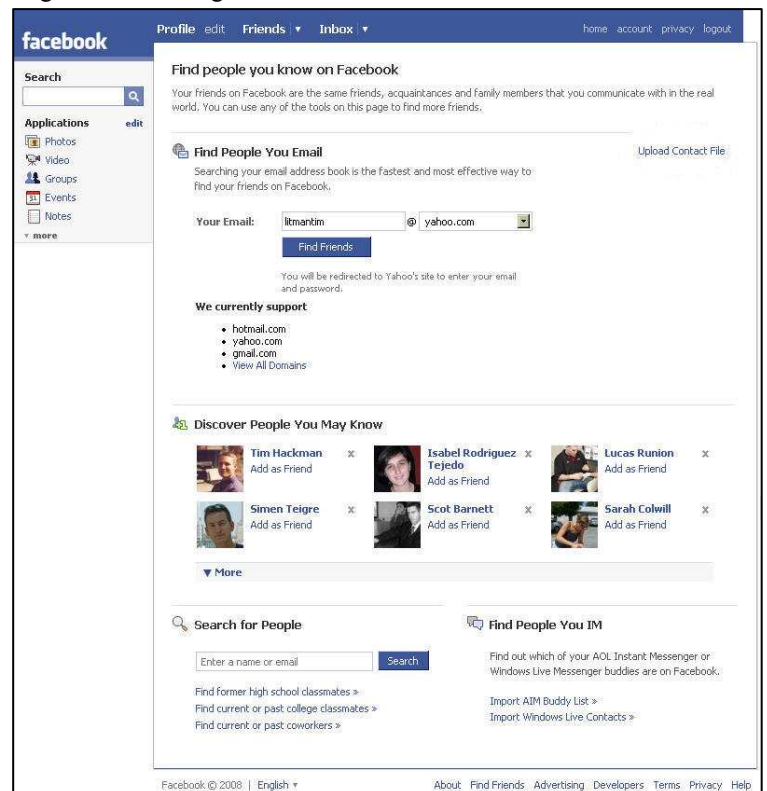 facebook
Profile edit Friends ▼ Inbox ▼ home account privacy logout
Search
Applications edit
Photos
Video
Groups
31 Events
Notes
▼ more
Find people you know on Facebook
Your friends on Facebook are the same friends, acquaintances and family members that you communicate with in the real
world. You can use any of the tools on this page to find more friends.
Find People You Email
Upload Contact File
Searching your email address book is the fastest and most effective way to
find your friends on Facebook.
Your Email: litmantim @ yahoo.com
Find Friends
You will be redirected to Yahoo's site to enter your email
and password.
We currently support
• hotmail.com
• yahoo.com
• gmail.com
• View All Domains
Discover People You May Know
Tim Hackman x
Add as Friend
Isabel Rodriguez x
Tejedo
Add as Friend
Lucas Runion x
Add as Friend
Simen Teigre x
Add as Friend
Scot Barnett x
Add as Friend
Sarah Colwill x
Add as Friend
▼ More
Search for People
Enter a name or email Search
Find former high school classmates »
Find current or past college classmates »
Find current or past coworkers »
Find People You IM
Find out which of your AOL Instant Messenger or
Windows Live Messenger buddies are on Facebook.
Import AIM Buddy List »
Import Windows Live Contacts »
Facebook © 2008 | English ▼ About Find Friends Advertising Developers Terms Privacy Help